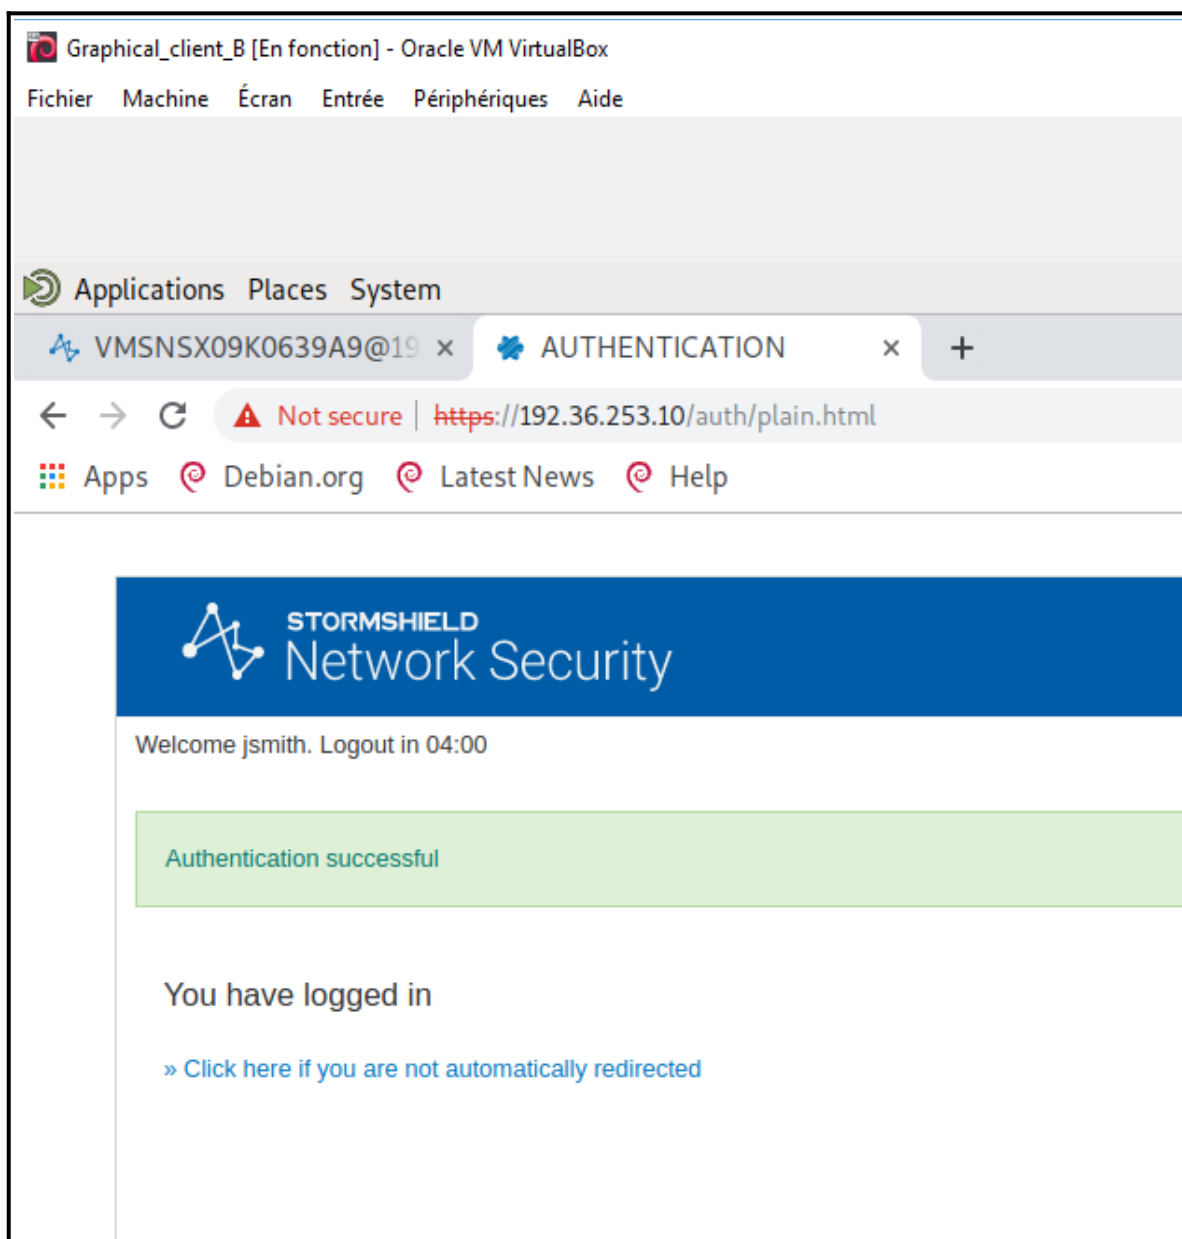 Graphical_client_B [En fonction] - Oracle VM VirtualBox
Fichier Machine Écran Entrée Périphériques Aide
Applications Places System
VMSNSX09K0639A9@19 × AUTHENTICATION × +
Not secure | https://192.36.253.10/auth/plain.html
Apps Debian.org Latest News Help
STORMSHIELD
Network Security
Welcome jsmith. Logout in 04:00
Authentication successful
You have logged in
» Click here if you are not automatically redirected